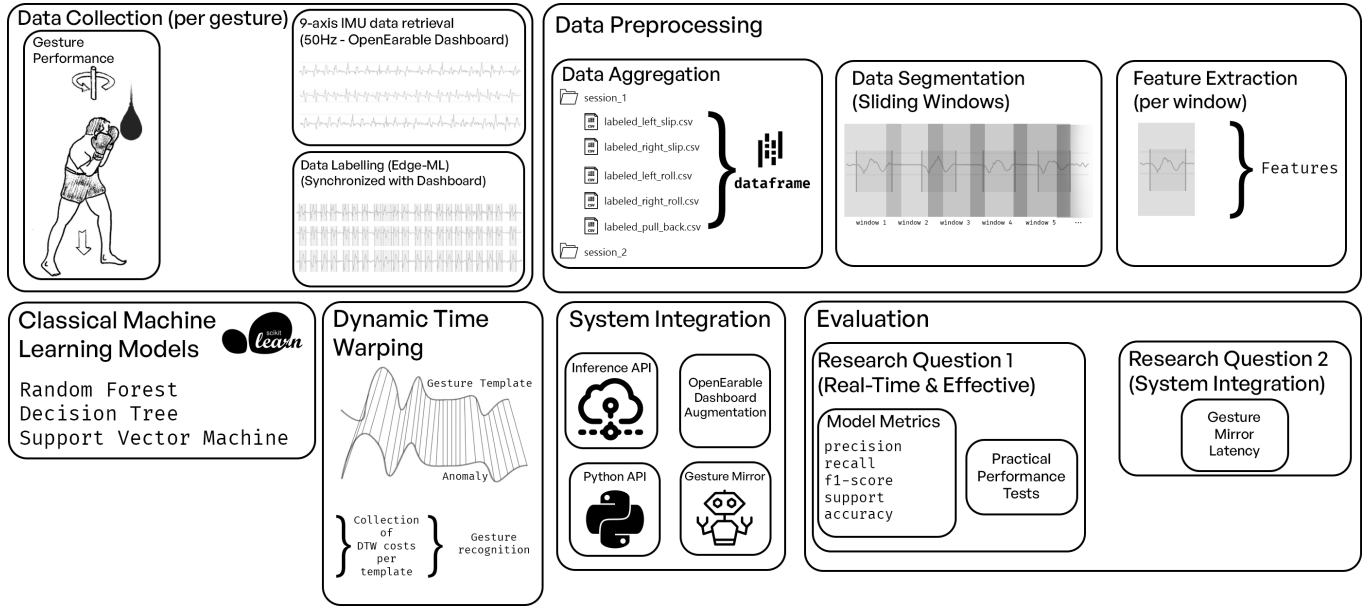 Data Collection (per gesture)
Gesture
Performance
9-axis IMU data retrieval
(50Hz - OpenEarable Dashboard)
Data Labelling (Edge-ML)
(Synchronized with Dashboard)
Data Preprocessing
Data Aggregation
session_1
CSV
labeled_left_slip.csv
CSV
labeled_right_slip.csv
CSV
labeled_left_roll.csv
CSV
labeled_right_roll.csv
CSV
labeled_pull_back.csv
session_2
dataframe
Data Segmentation
(Sliding Windows)
window 1
window 2
window 3
window 4
window 5
...
Feature Extraction
(per window)
Features
Classical Machine
Learning Models
scikit
learn
Random Forest
Decision Tree
Support Vector Machine
Dynamic Time
Warping
Gesture Template
Anomaly
Collection
of
DTW costs
per
template
Gesture
recognition
System Integration
Inference API
OpenEarable
Dashboard
Augmentation
Python API
Gesture Mirror
Evaluation
Research Question 1
(Real-Time & Effective)
Model Metrics
precision
recall
f1-score
support
accuracy
Practical
Performance
Tests
Research Question 2
(System Integration)
Gesture
Mirror
Latency